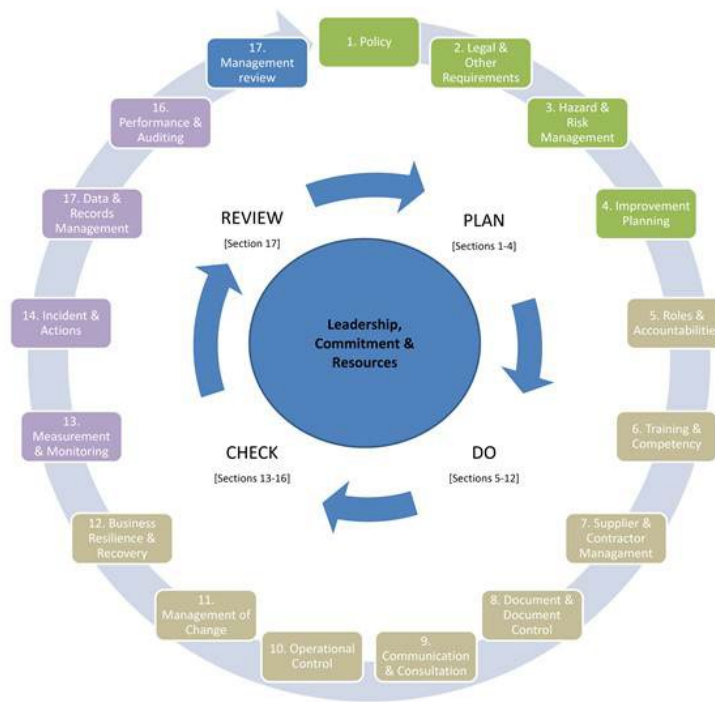 1. Policy
2. Legal &
Other
Requirements
3. Hazard &
Risk
Management
4. Improvement
Planning
5. Roles &
Accountabilitie
6. Training &
Competency
7. Supplier &
Contractor
Managament
8. Document &
Document
Control
9.
Communication
& Consultation
10. Operational
Control
11.
Management of
Change
12. Business
Resilience &
Recovery
13.
Measurement
& Monitoring
14. Incident &
Actions
17. Data &
Records
Management
16.
Performance &
Auditing
17.
Management
review
REVIEW
[Section 17]
PLAN
[Sections 1-4]
Leadership,
Commitment &
Resources
CHECK
[Sections 13-16]
DO
[Sections 5-12]